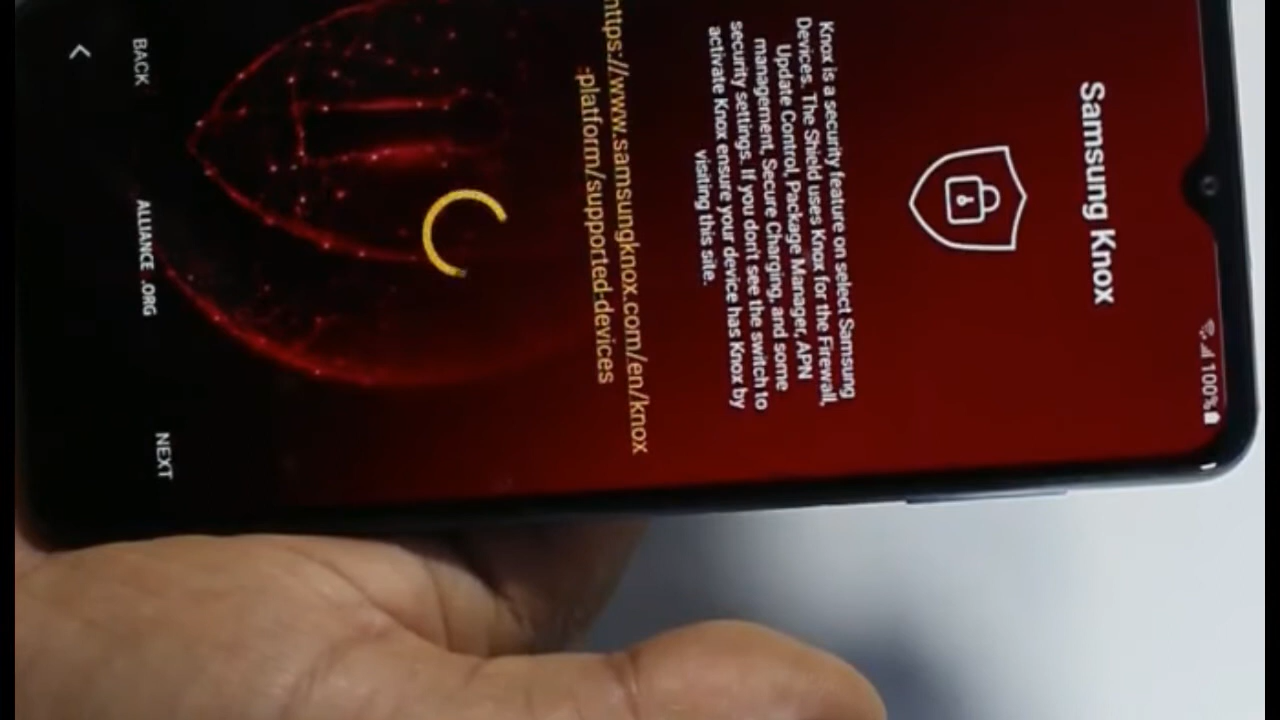 100%
Samsung Knox
Knox is a security feature on select Samsung
Devices. The Shield uses Knox for the Firewall,
Update Control, Package Manager, APN
management, Secure Charging, and some
security settings. If you don't see the switch to
activate Knox ensure your device has Knox by
visiting this site.
https://www.samsungknox.com/en/knox
-platform/supported-devices
BACK
ALLIANCE .ORG
NEXT